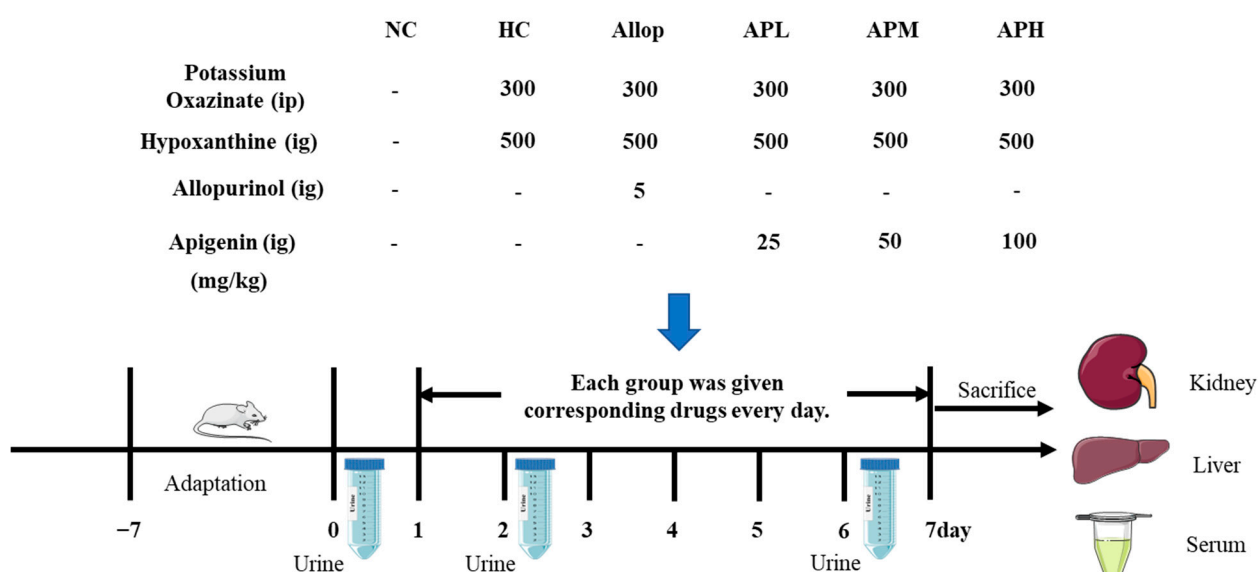 NC HC Allop APL APM APH
Potassium
Oxazinate (ip) - 300 300 300 300 300
Hypoxanthine (ig) - 500 500 500 500 500
Allopurinol (ig) - - 5 - - -
Apigenin (ig) - - - 25 50 100
(mg/kg)
Each group was given
corresponding drugs every day.
Sacrifice
Kidney
Adaptation
Liver
Urine Urine Urine
−7 0 1 2 3 4 5 6 7day
Urine Urine Urine
Serum